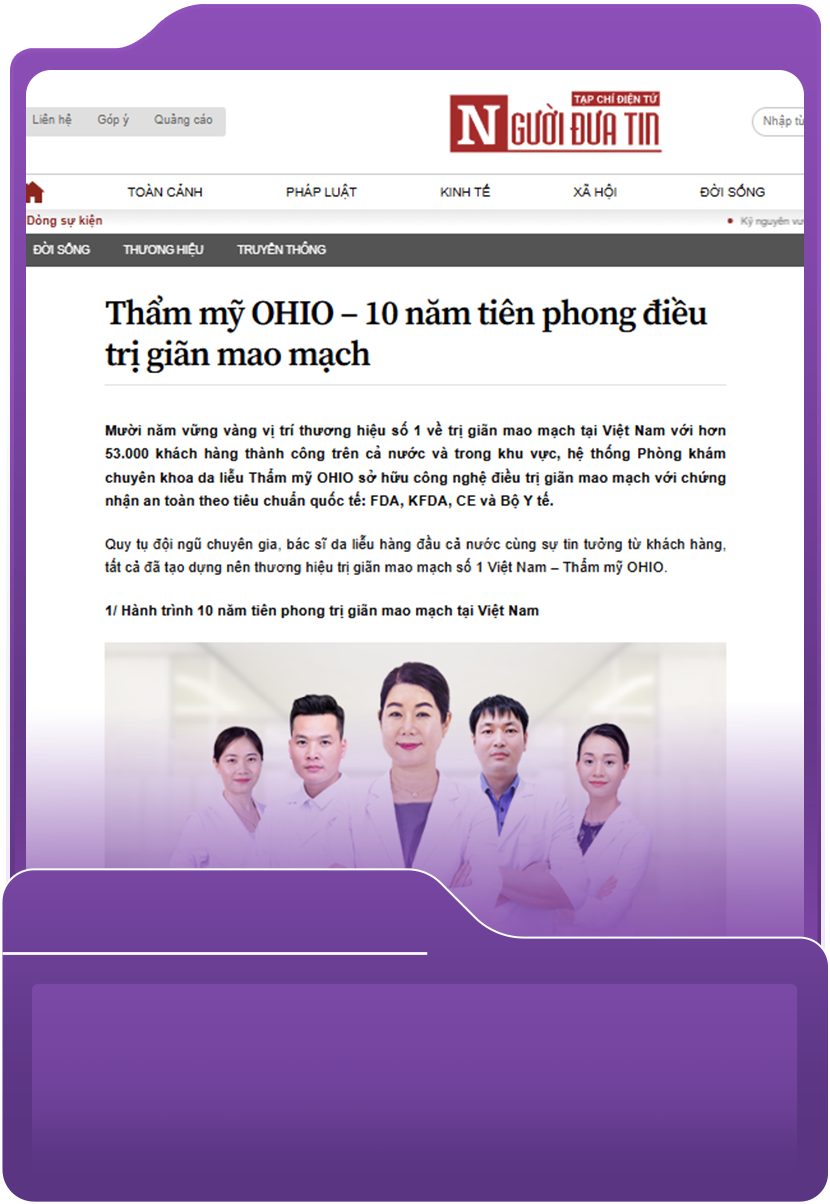 Liên hệ Góp ý Quảng cáo
TẠP CHÍ ĐIỆN TỬ
NGƯỜI ĐƯA TIN
Nhập từ
TOÀN CẢNH PHÁP LUẬT KINH TẾ XÃ HỘI ĐỜI SỐNG
Dòng sự kiện
Kỷ nguyên
ĐỜI SỐNG THƯƠNG HIỆU TRUYỀN THÔNG
Thẩm mỹ OHIO – 10 năm tiên phong điều
trị giãn mao mạch
Mười năm vững vàng vị trí thương hiệu số 1 về trị giãn mao mạch tại Việt Nam với hơn
53.000 khách hàng thành công trên cả nước và trong khu vực, hệ thống Phòng khám
chuyên khoa da liễu Thẩm mỹ OHIO sở hữu công nghệ điều trị giãn mao mạch với chứng
nhận an toàn theo tiêu chuẩn quốc tế: FDA, KFDA, CE và Bộ Y tế.
Quy tụ đội ngũ chuyên gia, bác sĩ da liễu hàng đầu cả nước cùng sự tin tưởng từ khách hàng,
tất cả đã tạo dựng nên thương hiệu trị giãn mao mạch số 1 Việt Nam – Thẩm mỹ OHIO.
1/ Hành trình 10 năm tiên phong trị giãn mao mạch tại Việt Nam